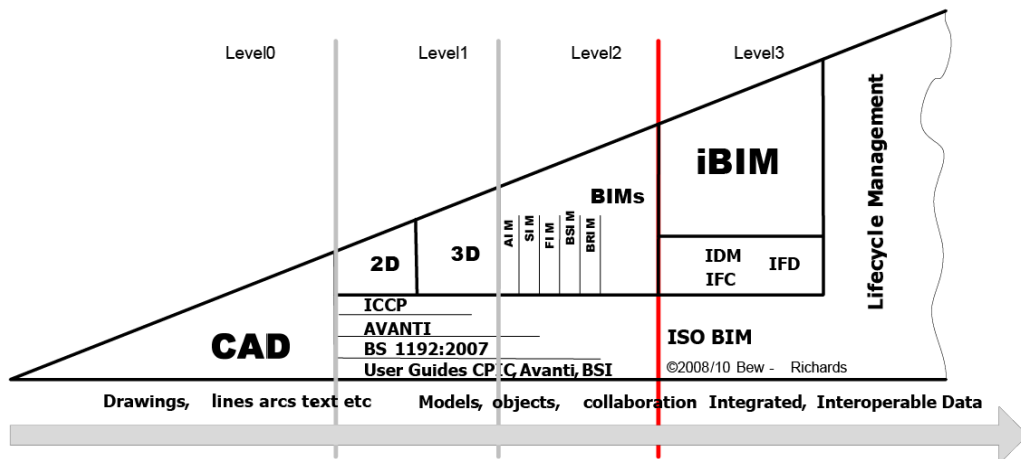 Level0 Level1 Level2 Level3
iBIM
BIMs
AIM
SIM
FIM
BSIM
BRIM
2D 3D
IDM IFD
IFC
Lifecycle Management
ICCP
AVANTI
CAD
BS 1192:2007
ISO BIM
User Guides CPIC, Avanti, BSI
©2008/10 Bew - Richards
Drawings, lines arcs text etc Models, objects, collaboration Integrated, Interoperable Data